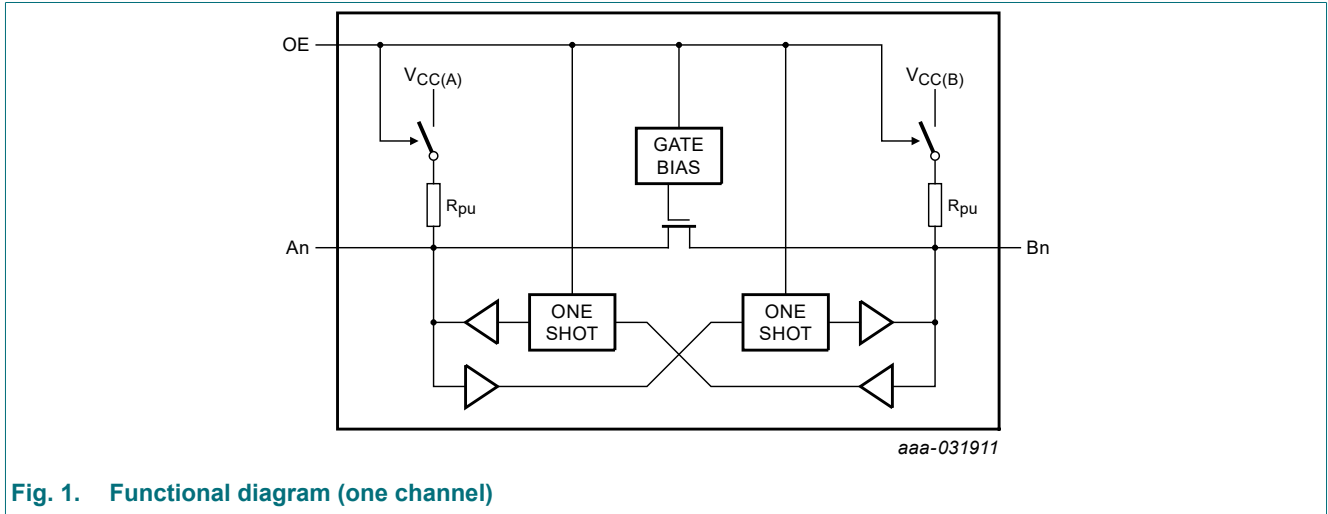 OE
VCC(A)
VCC(B)
GATE
BIAS
Rpu
Rpu
An
Bn
ONE
SHOT
ONE
SHOT
aaa-031911
Fig. 1. Functional diagram (one channel)